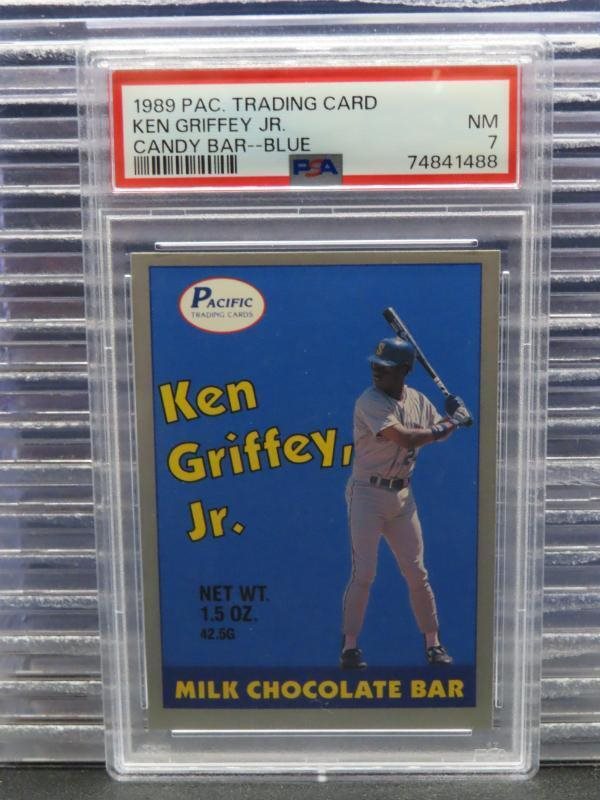 1989 PAC. TRADING CARD
KEN GRIFFEY JR. NM
CANDY BAR--BLUE 7
PSA 74841488
PACIFIC
TRADING CARDS
Ken
Griffey,
Jr.
NET WT.
1.5 OZ.
42.5G
MILK CHOCOLATE BAR